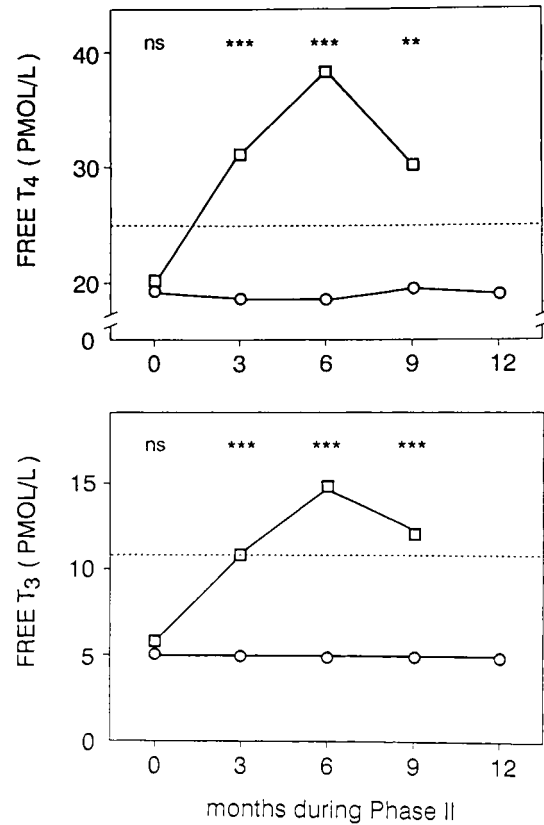 FREE T4 ( PMOL/L)
40
30
20
0
ns *** *** **
0 3 6 9 12
FREE T3 ( PMOL/L)
15
10
5
0
ns *** *** ***
0 3 6 9 12
months during Phase II